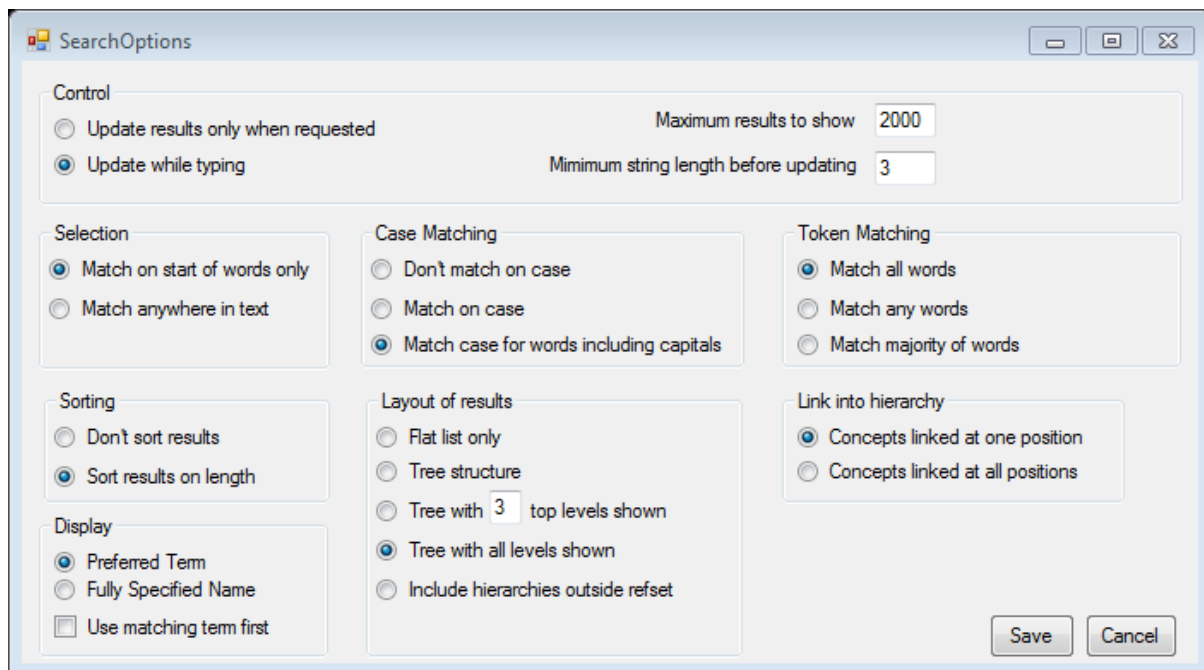 SearchOptions
Control
Update results only when requested
Maximum results to show 2000
Update while typing
Mimimum string length before updating 3
Selection
Match on start of words only
Match anywhere in text
Case Matching
Don't match on case
Match on case
Match case for words including capitals
Token Matching
Match all words
Match any words
Match majority of words
Sorting
Don't sort results
Sort results on length
Layout of results
Flat list only
Tree structure
Tree with 3 top levels shown
Tree with all levels shown
Include hierarchies outside refset
Link into hierarchy
Concepts linked at one position
Concepts linked at all positions
Display
Preferred Term
Fully Specified Name
Use matching term first
Save
Cancel